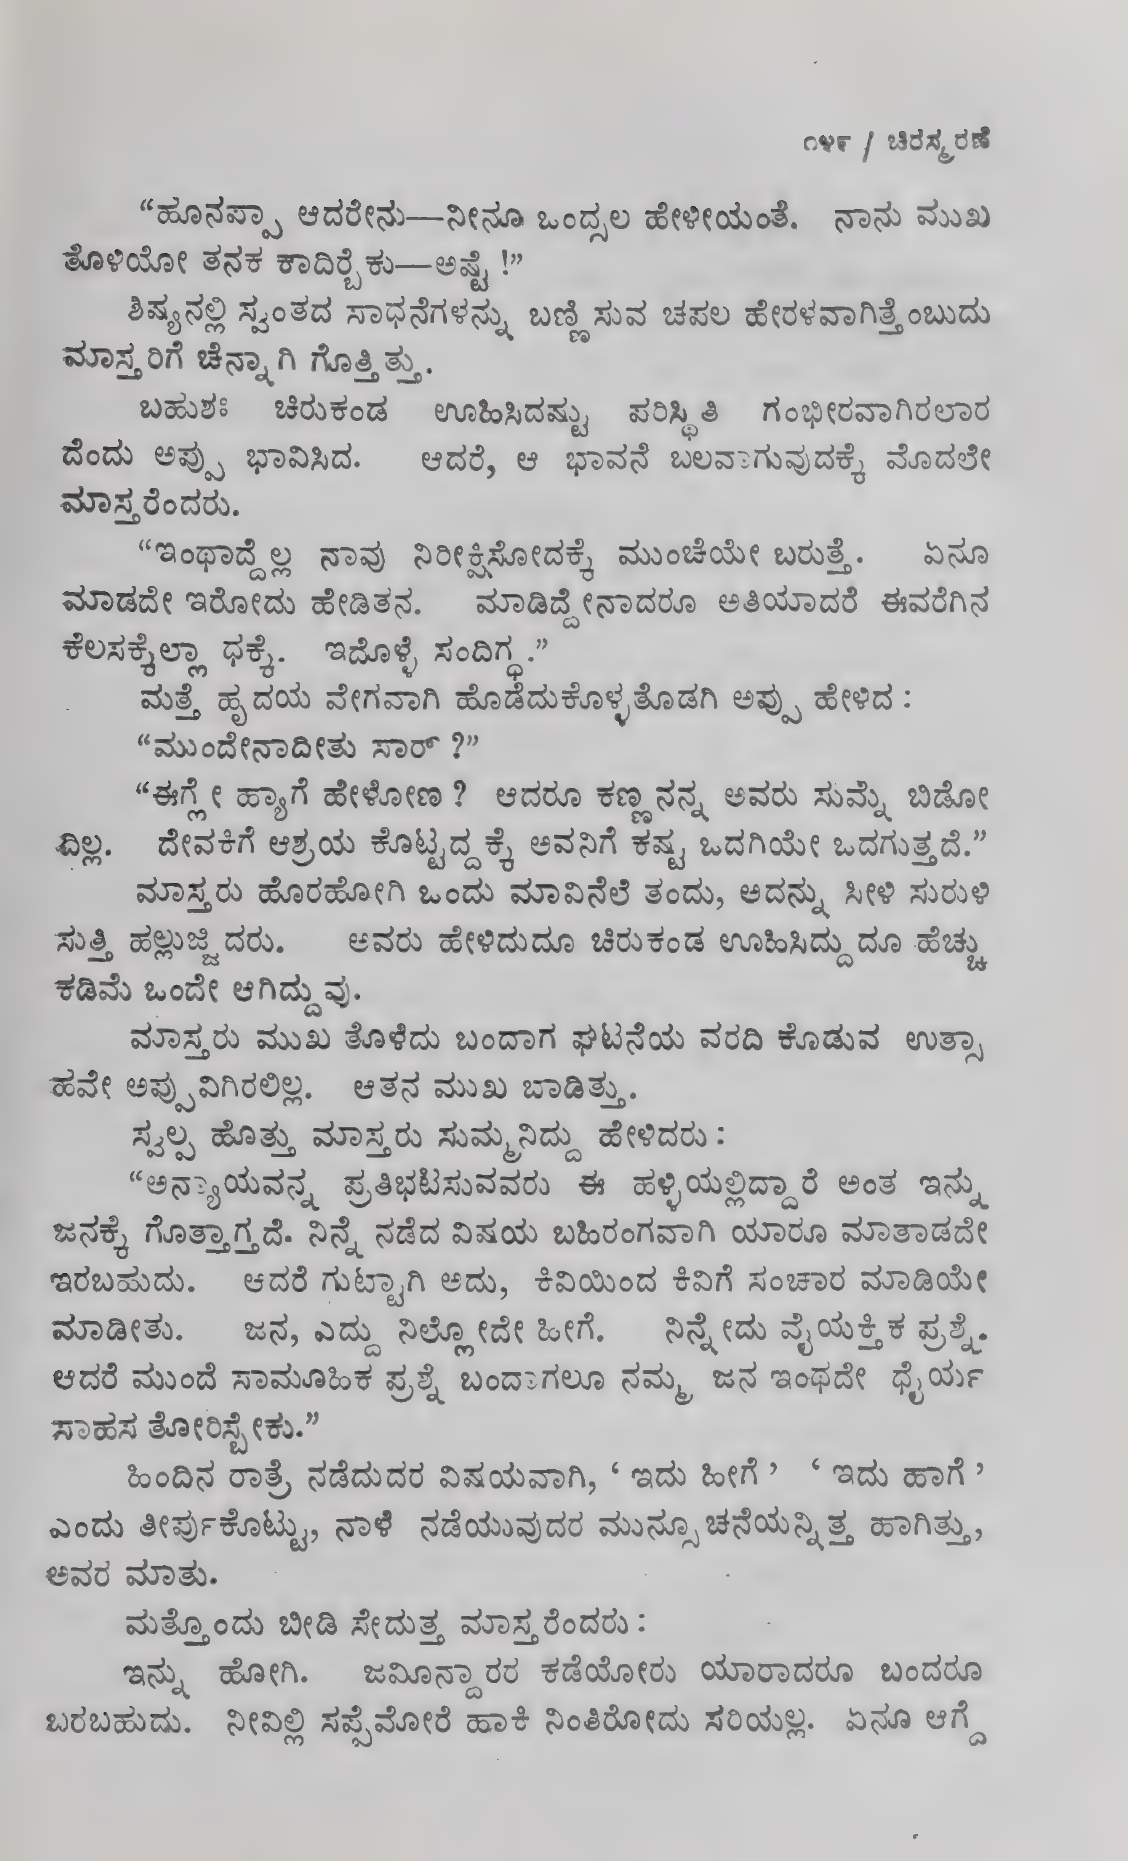 ೧೪೯ / ಚಿರಸ್ಮರಣೆ
“ಹೂನಪ್ಪಾ ಆದರೇನು—ನೀನೂ ಒಂದ್ಸಲ ಹೇಳೀಯಂತೆ. ನಾನು ಮುಖ
ತೊಳಿಯೋ ತನಕ ಕಾದಿರ್‍ಬೆಕು—ಅಷ್ಟೆ !”
ಶಿಷ್ಯನಲ್ಲಿ ಸ್ವಂತದ ಸಾಧನೆಗಳನ್ನು ಬಣ್ಣಿಸುವ ಚಪಲ ಹೇರಳವಾಗಿತ್ತೆಂಬುದು
ಮಾಸ್ತರಿಗೆ ಚೆನ್ನಾಗಿ ಗೊತ್ತಿತ್ತು.
ಬಹುಶಃ ಚಿರುಕಂಡ ಊಹಿಸಿದಷ್ಟು ಪರಿಸ್ಥಿತಿ ಗಂಭೀರವಾಗಿರಲಾರ
ದೆಂದು ಅಪ್ಪು ಭಾವಿಸಿದ. ಆದರೆ, ಆ ಭಾವನೆ ಬಲವಾಗುವುದಕ್ಕೆ ಮೊದಲೇ
ಮಾಸ್ತರೆಂದರು.
“ಇಂಥಾದ್ದೆಲ್ಲ ನಾವು ನಿರೀಕ್ಷಿಸೋದಕ್ಕೆ ಮುಂಚೆಯೇ ಬರುತ್ತೆ. ಏನೂ
ಮಾಡದೇ ಇರೋದು ಹೇಡಿತನ. ಮಾಡಿದ್ದೇನಾದರೂ ಅತಿಯಾದರೆ ಈವರೆಗಿನ
ಕೆಲಸಕ್ಕೆಲ್ಲಾ ಧಕ್ಕೆ. ಇದೊಳ್ಳೆ ಸಂದಿಗ್ಧ.”
ಮತ್ತೆ ಹೃದಯ ವೇಗವಾಗಿ ಹೊಡೆದುಕೊಳ್ಳತೊಡಗಿ ಅಪ್ಪು ಹೇಳಿದ :
“ಮುಂದೇನಾದೀತು ಸಾರ್ ?”
“ಈಗ್ಲೇ ಹ್ಯಾಗೆ ಹೇಳೋಣ ? ಆದರೂ ಕಣ್ಣನನ್ನ ಅವರು ಸುಮ್ನೆ ಬಿಡೋ
ದಿಲ್ಲ. ದೇವಕಿಗೆ ಆಶ್ರಯ ಕೊಟ್ಟದ್ದಕ್ಕೆ ಅವನಿಗೆ ಕಷ್ಟ ಒದಗಿಯೇ ಒದಗುತ್ತದೆ.”
ಮಾಸ್ತರು ಹೊರಹೋಗಿ ಒಂದು ಮಾವಿನೆಲೆ ತಂದು, ಅದನ್ನು ಸೀಳಿ ಸುರುಳಿ
ಸುತ್ತಿ ಹಲ್ಲುಜ್ಜಿದರು. ಅವರು ಹೇಳಿದುದೂ ಚಿರುಕಂಡ ಊಹಿಸಿದ್ದುದೂ ಹೆಚ್ಚು
ಕಡಿಮೆ ಒಂದೇ ಆಗಿದ್ದುವು.
ಮಾಸ್ತರು ಮುಖ ತೊಳೆದು ಬಂದಾಗ ಘಟನೆಯ ವರದಿ ಕೊಡುವ ಉತ್ಸಾ
ಹವೇ ಅಪ್ಪುವಿಗಿರಲಿಲ್ಲ. ಆತನ ಮುಖ ಬಾಡಿತ್ತು.
ಸ್ವಲ್ಪ ಹೊತ್ತು ಮಾಸ್ತರು ಸುಮ್ಮನಿದ್ದು ಹೇಳಿದರು :
“ಅನ್ಯಾಯವನ್ನ ಪ್ರತಿಭಟಿಸುವವರು ಈ ಹಳ್ಳಿಯಲ್ಲಿದ್ದಾರೆ ಅಂತ ಇನ್ನು
ಜನಕ್ಕೆ ಗೊತ್ತಾಗ್ತದೆ. ನಿನ್ನೆ ನಡೆದ ವಿಷಯ ಬಹಿರಂಗವಾಗಿ ಯಾರೂ ಮಾತಾಡದೇ
ಇರಬಹುದು. ಆದರೆ ಗುಟ್ಟಾಗಿ ಅದು, ಕಿವಿಯಿಂದ ಕಿವಿಗೆ ಸಂಚಾರ ಮಾಡಿಯೇ
ಮಾಡೀತು. ಜನ, ಎದ್ದು ನಿಲ್ಲೋದೇ ಹೀಗೆ. ನಿನ್ನೇದು ವೈಯಕ್ತಿಕ ಪ್ರಶ್ನೆ.
ಆದರೆ ಮುಂದೆ ಸಾಮೂಹಿಕ ಪ್ರಶ್ನೆ ಬಂದಾಗಲೂ ನಮ್ಮ ಜನ ಇಂಥದೇ ಧೈರ್ಯ
ಸಾಹಸ ತೋರಿಸ್ಬೇಕು.”
ಹಿಂದಿನ ರಾತ್ರೆ ನಡೆದುದರ ವಿಷಯವಾಗಿ, ‘ ಇದು ಹೀಗೆ ’ ‘ ಇದು ಹಾಗೆ ’
ಎಂದು ತೀರ್ಪುಕೊಟ್ಟು, ನಾಳೆ ನಡೆಯುವುದರ ಮುನ್ಸೂಚನೆಯನ್ನಿತ್ತ ಹಾಗಿತ್ತು,
ಅವರ ಮಾತು.
ಮತ್ತೊಂದು ಬೀಡಿ ಸೇದುತ್ತ ಮಾಸ್ತರೆಂದರು :
ಇನ್ನು ಹೋಗಿ. ಜಮೀನ್ದಾರರ ಕಡೆಯೋರು ಯಾರಾದರೂ ಬಂದರೂ
ಬರಬಹುದು. ನೀವಿಲ್ಲಿ ಸಪ್ಪೆಮೋರೆ ಹಾಕಿ ನಿಂತಿರೋದು ಸರಿಯಲ್ಲ. ಏನೂ ಆಗ್ದೆ